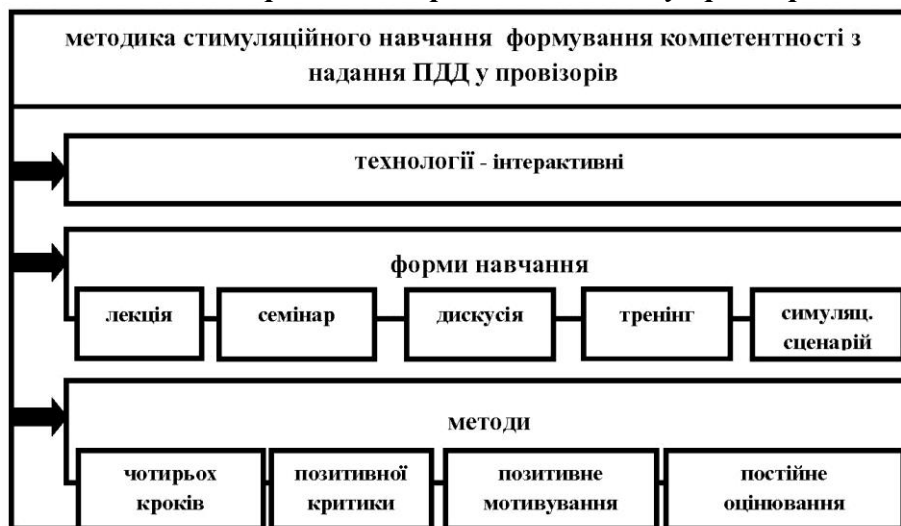 методика стимуляційного навчання формування компетентності з
надання ПДД у провізорів
технології - інтерактивні
форми навчання
лекція семінар дискусія тренінг симуляц.
сценарій
методи
чотирьох кроків
позитивної критики
позитивне мотивування
постійне оцінювання